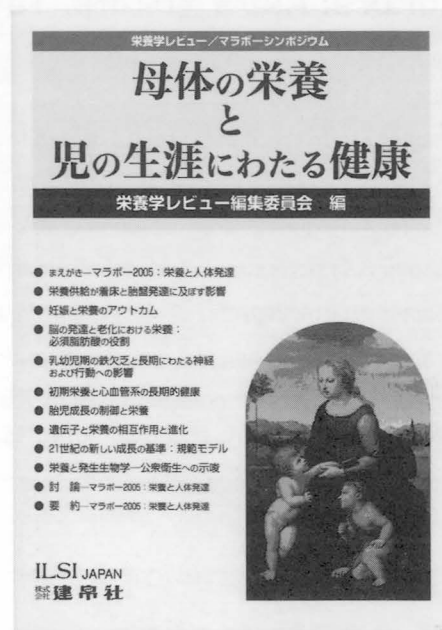 栄養学レビュー/マラボーシンポジウム
母体の栄養
と
児の生涯にわたる健康
栄養学レビュー編集委員会 編
● まえがき―マラボー2005:栄養と人体発達
● 栄養供給が着床と胎盤発達に及ぼす影響
● 妊娠と栄養のアウトカム
● 脳の発達と老化における栄養:
必須脂肪酸の役割
● 乳幼児期の鉄欠乏と長期にわたる神経
および行動への影響
● 初期栄養と心血管系の長期的健康
● 胎児成長の制御と栄養
● 遺伝子と栄養の相互作用と進化
● 21世紀の新しい成長の基準:規範モデル
● 栄養と発生生物学―公衆衛生への示唆
● 討 論―マラボー2005:栄養と人体発達
● 要 約―マラボー2005:栄養と人体発達
ILSI JAPAN
株式会社 建帛社